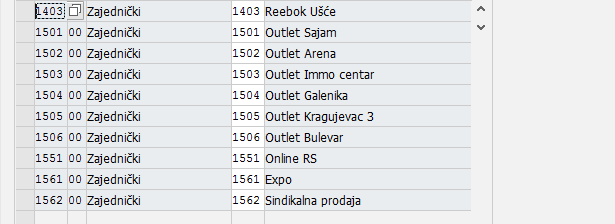 1403 Zajednički 1403 Reebok Ušće
1501 00 Zajednički 1501 Outlet Sajam
1502 00 Zajednički 1502 Outlet Arena
1503 00 Zajednički 1503 Outlet Immo centar
1504 00 Zajednički 1504 Outlet Galenika
1505 00 Zajednički 1505 Outlet Kragujevac 3
1506 00 Zajednički 1506 Outlet Bulevar
1551 00 Zajednički 1551 Online RS
1561 00 Zajednički 1561 Expo
1562 00 Zajednički 1562 Sindikalna prodaja